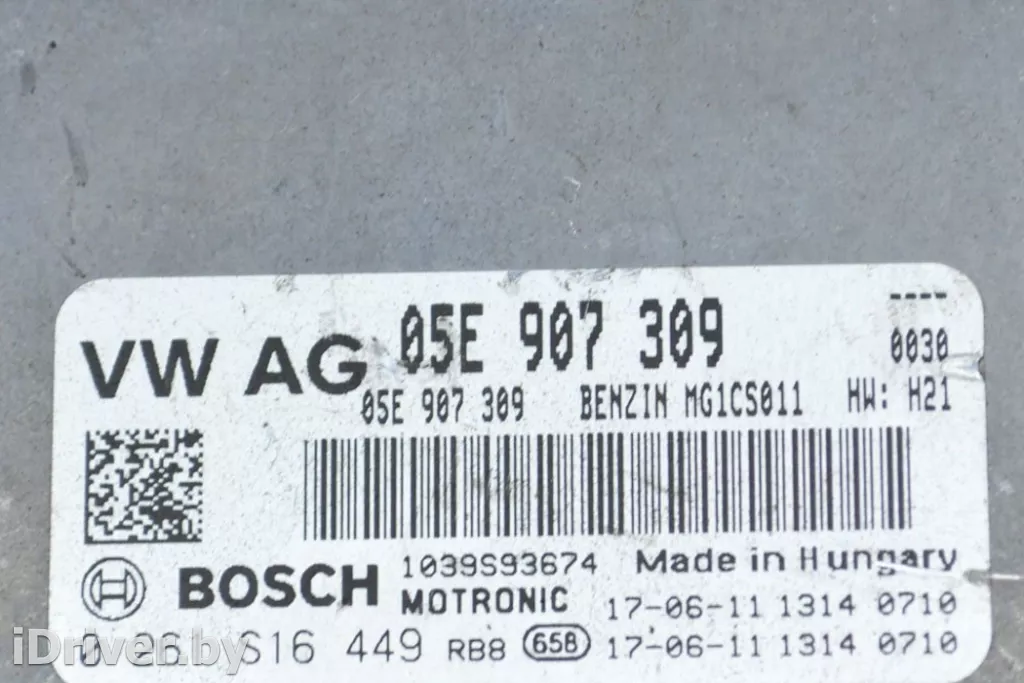 VW AG 05E 907 309 ----
0030
05E 907 309 BENZIN MG1CS011 HW: H21
BOSCH 1039S93674 Made in Hungary
MOTRONIC 17-06-11 1314 0710
S16 449 RB8 658 17-06-11 1314 0710
iDriver.by